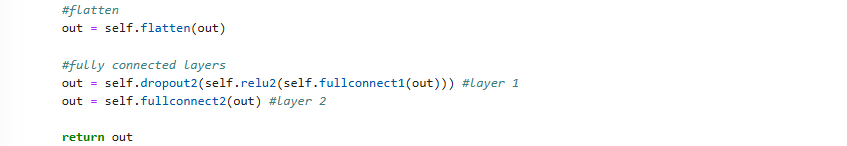 #flatten
out = self.flatten(out)
#fully connected layers
out = self.dropout2(self.relu2(self.fullconnect1(out))) #layer 1
out = self.fullconnect2(out) #layer 2
return out